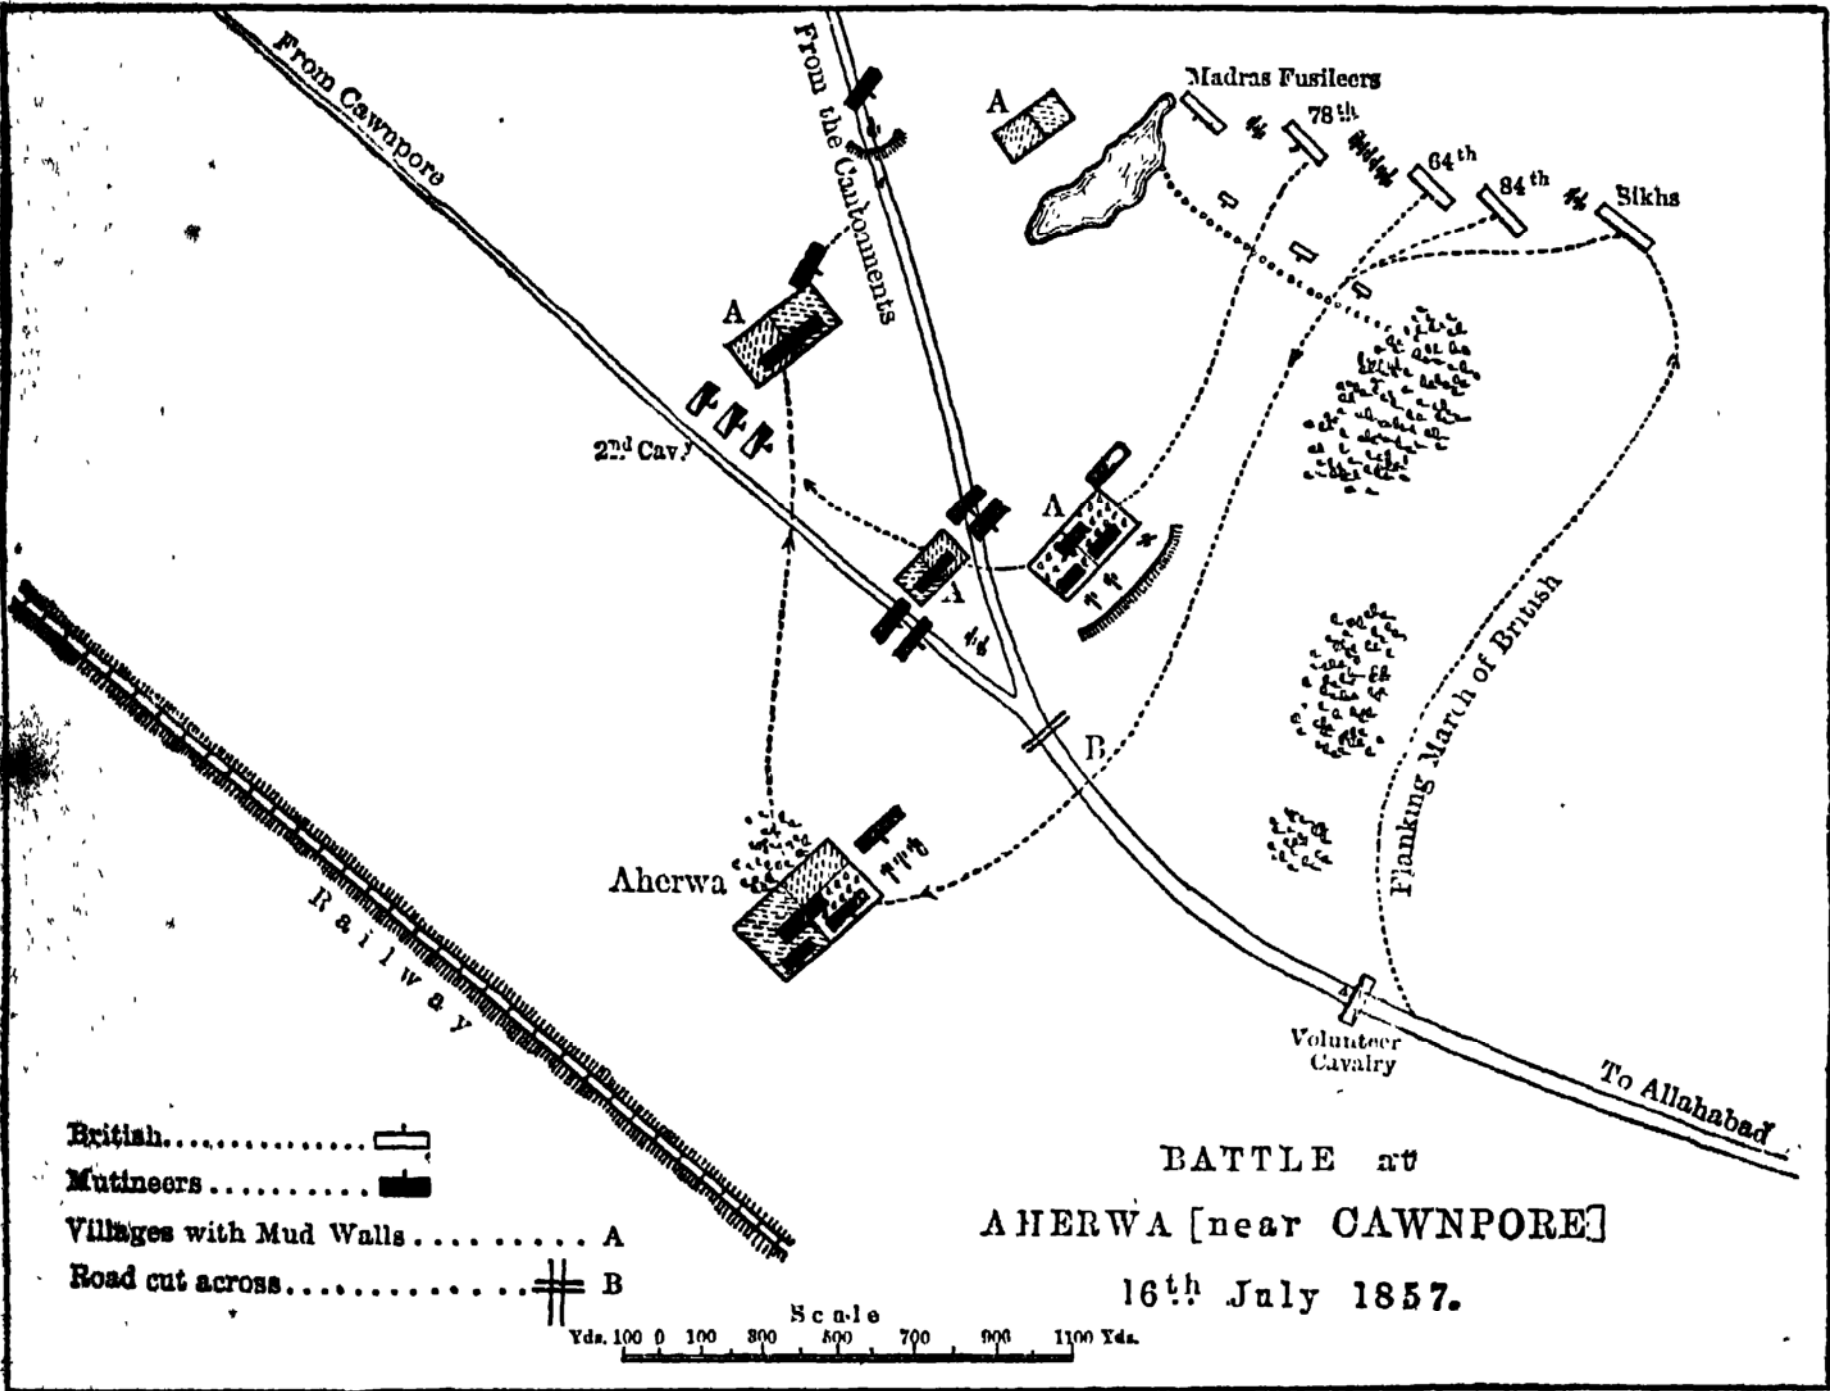 From Cawnpore
From the Cantonments
A
Madras Fusileers
78th
64th
84th
Sikhs
A
2nd Cavy
A
A
B
Flanking March of British
Aherwa
Railway
Volunteer
Cavalry
To Allahabad
British
Mutineers
Villages with Mud Walls A
Road cut across B
BATTLE at
AHERWA [near CAWNPORE]
16th July 1857.
Scale
Yds. 100 0 100 300 500 700 900 1100 Yds.